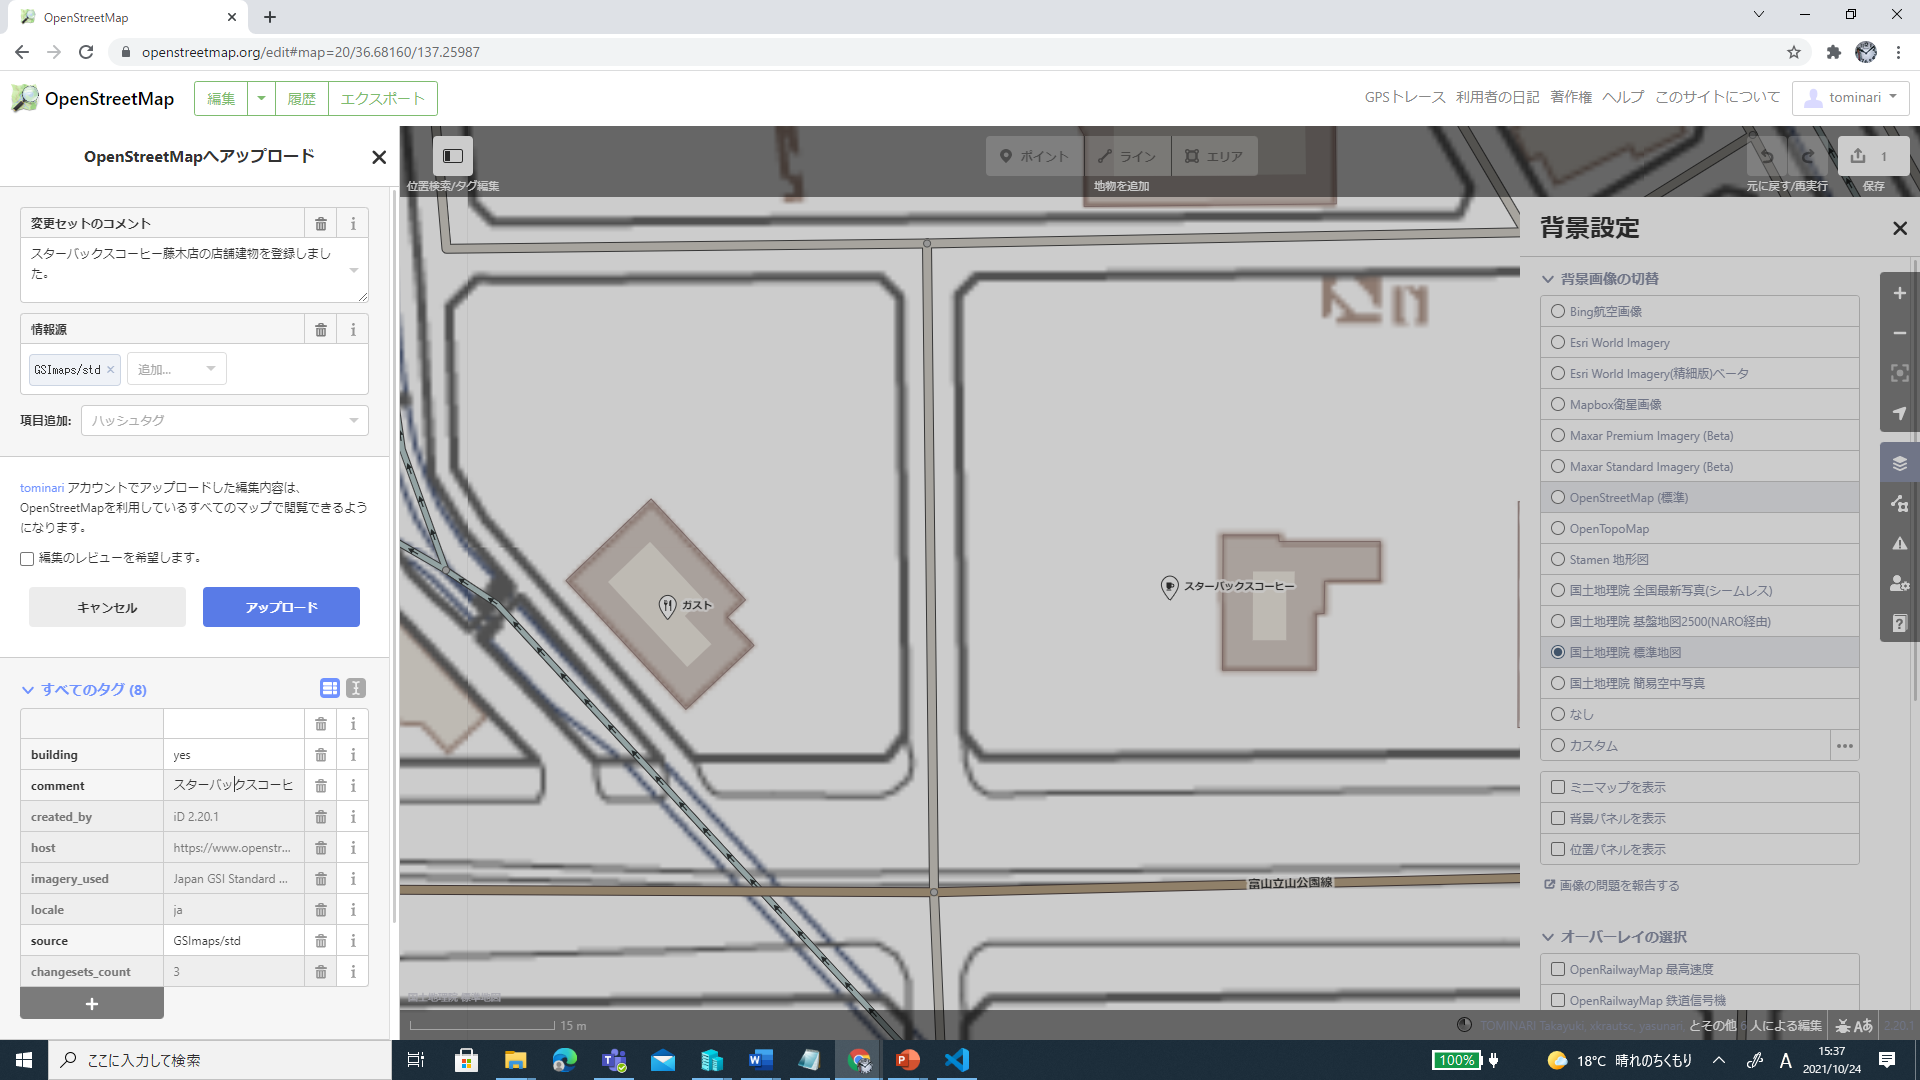 OpenStreetMap
openstreetmap.org/edit#map=20/36.68160/137.25987
OpenStreetMap
編集
履歴
エクスポート
GPSトレース
利用者の日記
著作権
ヘルプ
このサイトについて
tominari
OpenStreetMapへアップロード
変更セットのコメント
スターバックスコーヒー藤木店の店舗建物を登録しまし
た。
情報源
GSImaps/std
追加...
項目追加:
ハッシュタグ
tominari アカウントでアップロードした編集内容は、
OpenStreetMapを利用しているすべてのマップで閲覧できるよう
になります。
編集のレビューを希望します。
キャンセル
アップロード
すべてのタグ (8)
building
yes
comment
スターバックスコーヒ
created_by
iD 2.20.1
host
https://www.openstr...
imagery_used
Japan GSI Standard ...
locale
ja
source
GSImaps/std
changesets_count
3
位置検索/タグ編集
ポイント
ライン
エリア
地物を追加
元に戻す/再実行
1
保存
ガスト
スターバックスコーヒー
富山立山公園線
国土地理院 標準地図
15 m
背景設定
背景画像の切替
Bing航空画像
Esri World Imagery
Esri World Imagery(精細版)ベータ
Mapbox衛星画像
Maxar Premium Imagery (Beta)
Maxar Standard Imagery (Beta)
OpenStreetMap (標準)
OpenTopoMap
Stamen 地形図
国土地理院 全国最新写真(シームレス)
国土地理院 基盤地図2500(NARO経由)
国土地理院 標準地図
国土地理院 簡易空中写真
なし
カスタム
ミニマップを表示
背景パネルを表示
位置パネルを表示
画像の問題を報告する
オーバーレイの選択
OpenRailwayMap 最高速度
OpenRailwayMap 鉄道信号機
TOMINARI Takayuki, xkrautsc, yasunari, とその他 6 人による編集
2.20.1
ここに入力して検索
100%
18°C 晴れのちくもり
A
15:37
2021/10/24